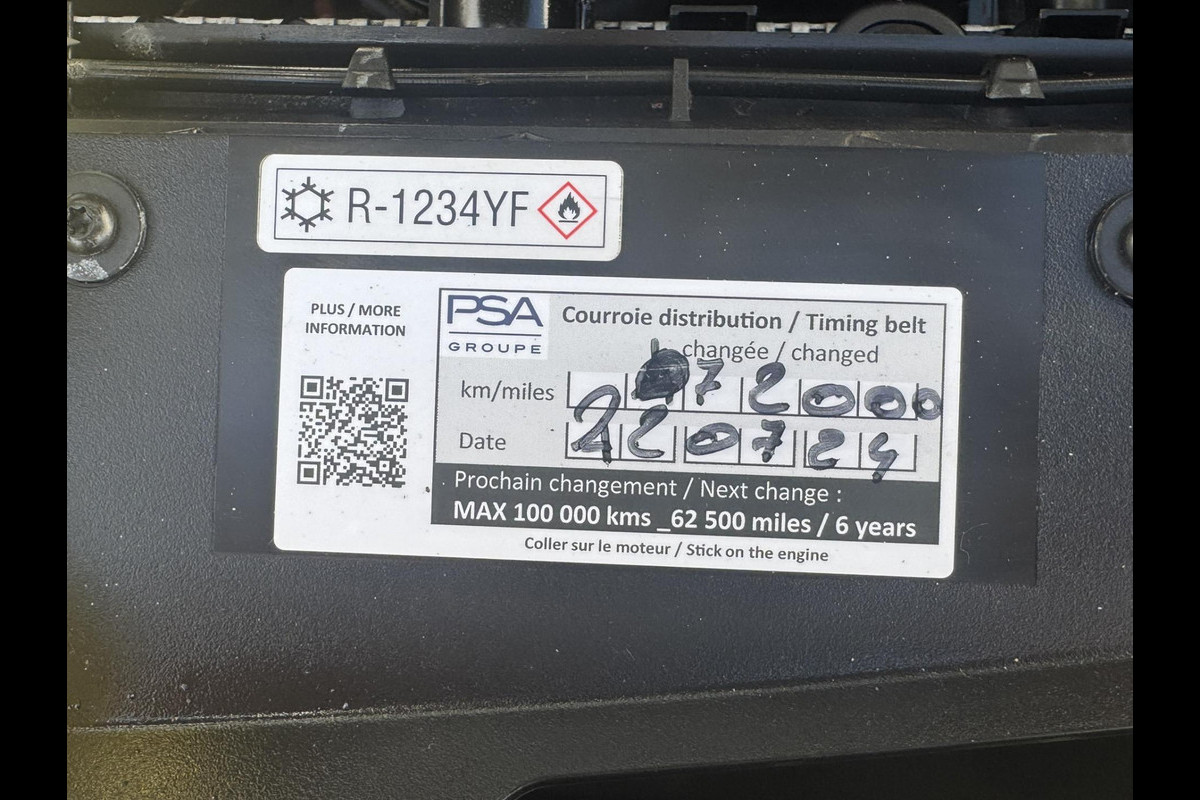 R-1234YF
PLUS / MORE
INFORMATION
PSA
GROUPE
Courroie distribution / Timing belt
changée / changed
km/miles 072000
Date 220724
Prochain changement / Next change :
MAX 100 000 kms _62 500 miles / 6 years
Coller sur le moteur / Stick on the engine